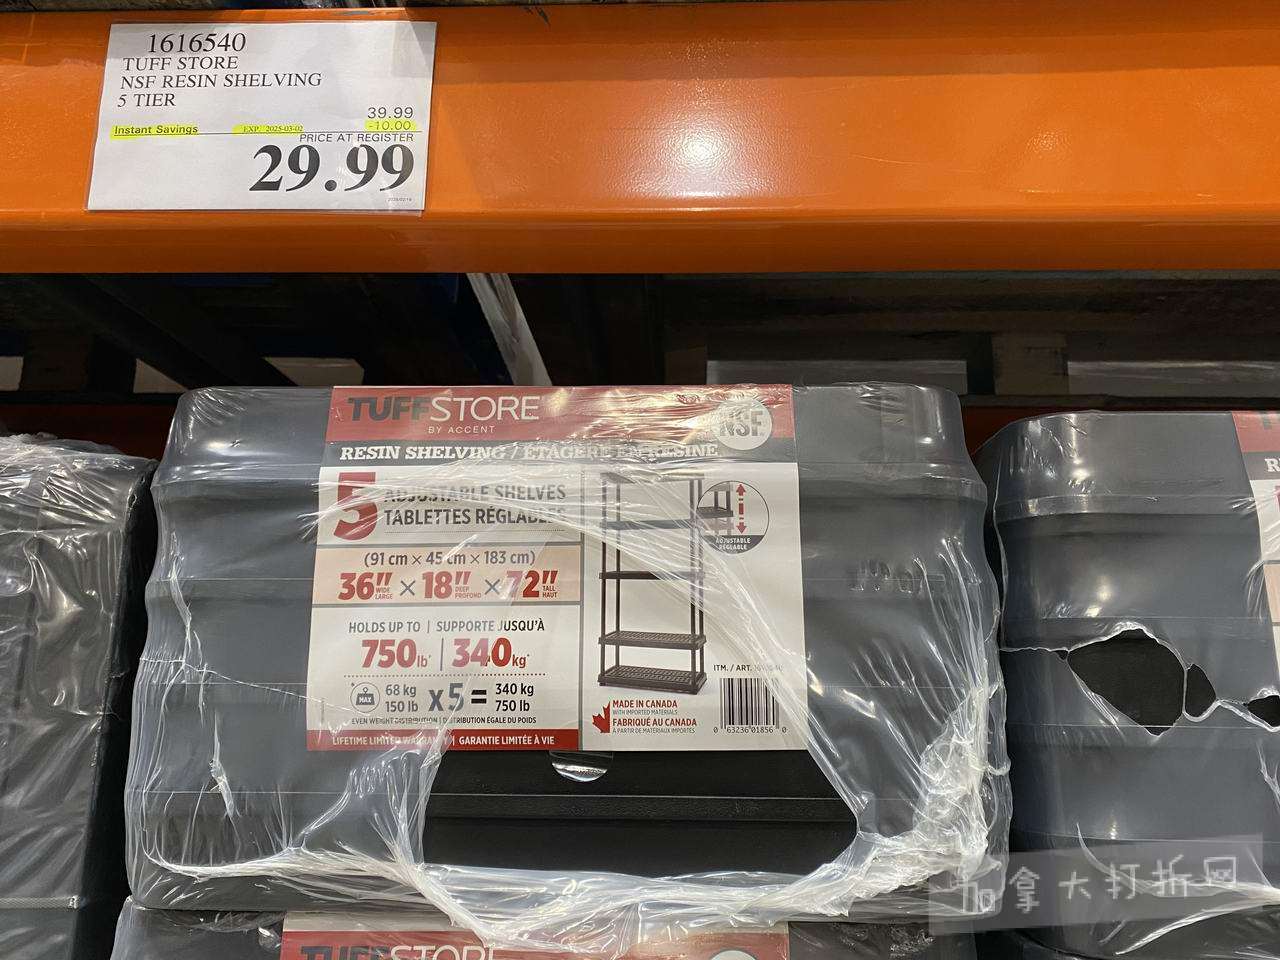 1616540
TUFF STORE
NSF RESIN SHELVING
5 TIER
39.99
Instant Savings EXP. 2025-03-02 -10.00
PRICE AT REGISTER
29.99
TUFFSTORE
BY ACCENT
NSF
RESIN SHELVING / ÉTAGÈRE EN RÉSINE
5 ADJUSTABLE SHELVES
TABLETTES RÉGLABLES
ADJUSTABLE
RÉGLABLE
(91 cm × 45 cm × 183 cm)
36" WIDE LARGE × 18" DEEP PROFOND × 72" TALL HAUT
HOLDS UP TO | SUPPORTE JUSQU'À
750 lb* | 340 kg*
MAX 68 kg 150 lb x5 = 340 kg 750 lb
EVEN WEIGHT DISTRIBUTION | DISTRIBUTION ÉGALE DU POIDS
LIFETIME LIMITED WARRANTY | GARANTIE LIMITÉE À VIE
ITM. / ART.
MADE IN CANADA
WITH IMPORTED MATERIALS
FABRIQUÉ AU CANADA
À PARTIR DE MATÉRIAUX IMPORTÉS
0 63236 01856 0
TUFFSTORE
加拿大打折网